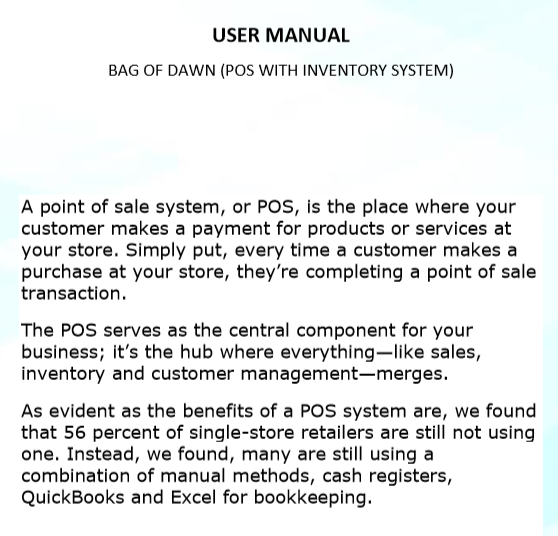 USER MANUAL
BAG OF DAWN (POS WITH INVENTORY SYSTEM)
A point of sale system, or POS, is the place where your
customer makes a payment for products or services at
your store. Simply put, every time a customer makes a
purchase at your store, they’re completing a point of sale
transaction.
The POS serves as the central component for your
business; it’s the hub where everything—like sales,
inventory and customer management—merges.
As evident as the benefits of a POS system are, we found
that 56 percent of single-store retailers are still not using
one. Instead, we found, many are still using a
combination of manual methods, cash registers,
QuickBooks and Excel for bookkeeping.